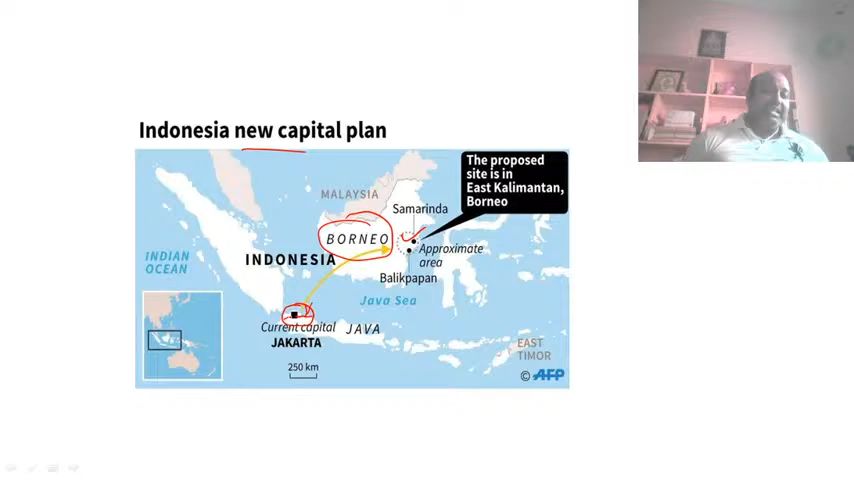 Indonesia new capital plan
The proposed
site is in
East Kalimantan,
Borneo
MALAYSIA
Samarinda
BORNEO
Approximate
area
INDIAN
OCEAN
INDONESIA
Balikpapan
Java Sea
Current capital
JAKARTA
JAVA
EAST
TIMOR
250 km
© AFP